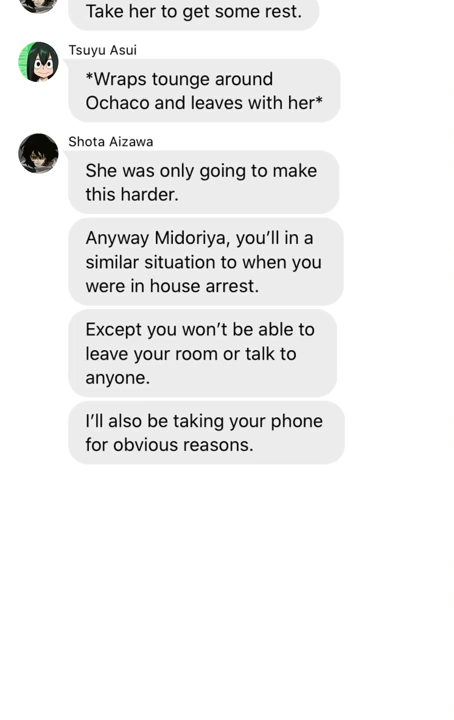 Take her to get some rest.
Tsuyu Asui
*Wraps tounge around
Ochaco and leaves with her*
Shota Aizawa
She was only going to make
this harder.
Anyway Midoriya, you’ll in a
similar situation to when you
were in house arrest.
Except you won’t be able to
leave your room or talk to
anyone.
I’ll also be taking your phone
for obvious reasons.